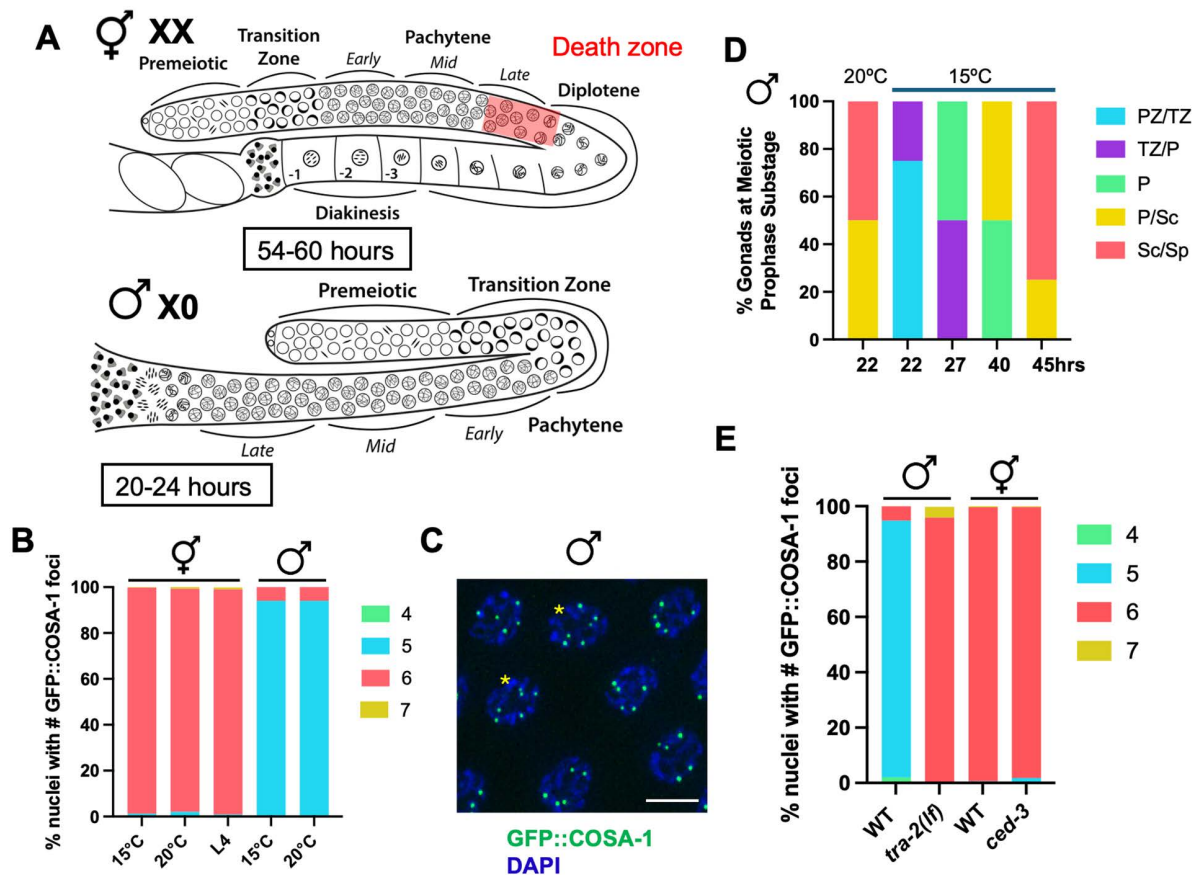 A
⚥ XX
Premeiotic
Transition
Zone
Early
Pachytene
Mid
Death zone
Late
Diplotene
-1
-2
-3
Diakinesis
54-60 hours
♂ X0
Premeiotic
Transition Zone
Late
Mid
Early
Pachytene
20-24 hours
B
⚥
♂
% nuclei with # GFP::COSA-1 foci
100
80
60
40
20
0
15ºC
20ºC
L4
15ºC
20ºC
4
5
6
7
C
♂
*
*
GFP::COSA-1
DAPI
D
♂
20ºC
15ºC
% Gonads at Meiotic
Prophase Substage
100
80
60
40
20
0
22
22
27
40
45hrs
PZ/TZ
TZ/P
P
P/Sc
Sc/Sp
E
♂
⚥
% nuclei with # GFP::COSA-1 foci
100
80
60
40
20
0
WT
tra-2(lf)
WT
ced-3
4
5
6
7